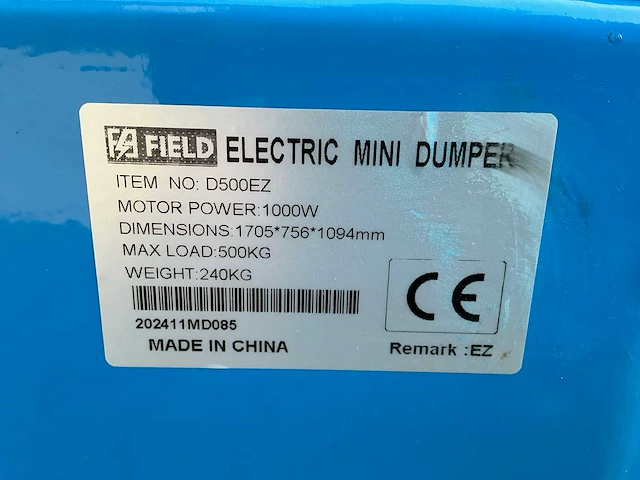 FIELD ELECTRIC MINI DUMPER
ITEM NO: D500EZ
MOTOR POWER:1000W
DIMENSIONS:1705*756*1094mm
MAX LOAD:500KG
WEIGHT:240KG
202411MD085
MADE IN CHINA
CE
Remark :EZ